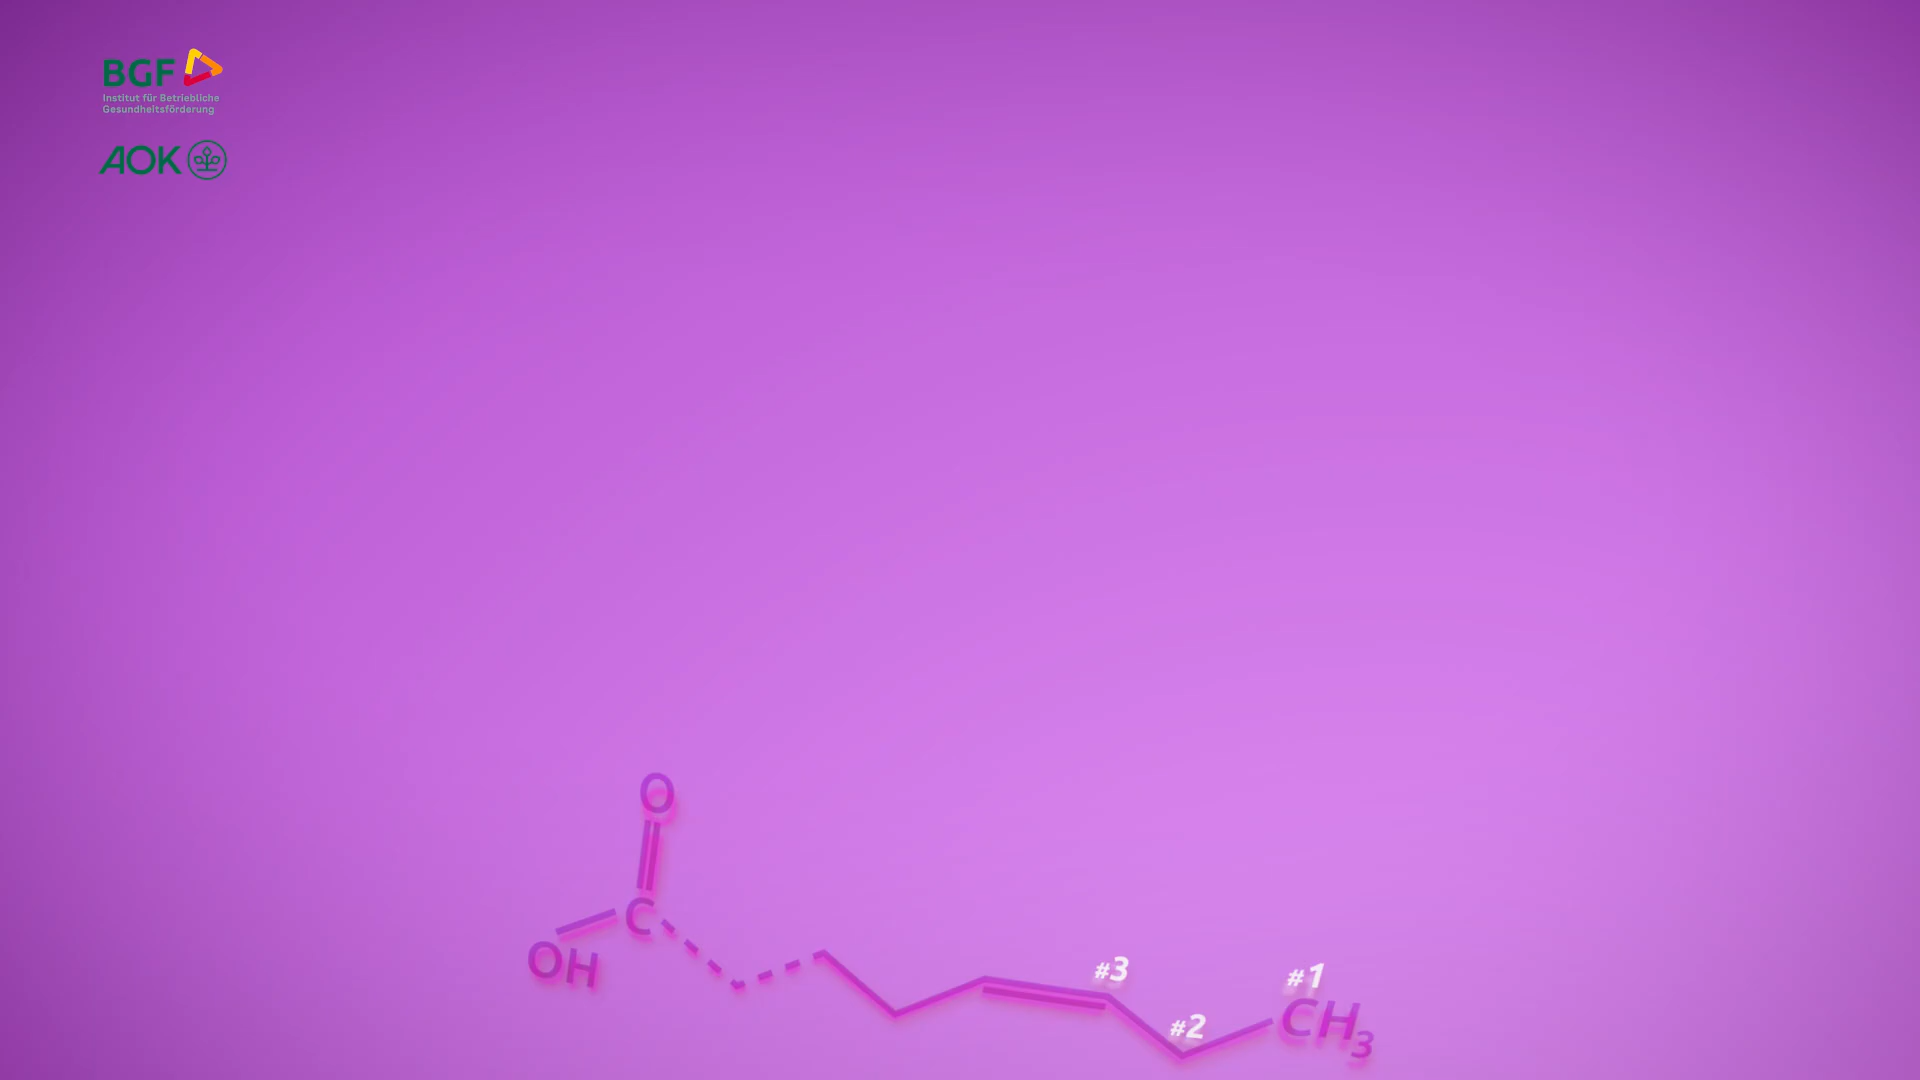 BGF
Institut für Betriebliche
Gesundheitsförderung
AOK
O
C
OH
#3
#1
#2
CH3